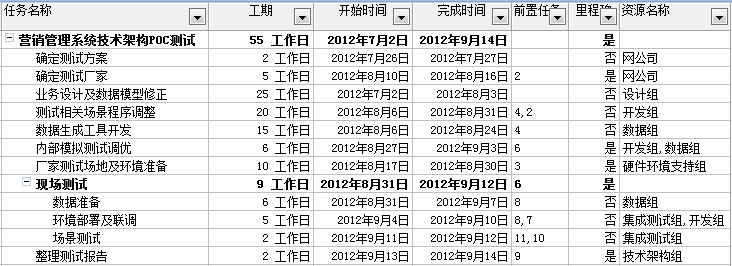 任务名称 工期 开始时间 完成时间 前置任务 里程碑 资源名称
营销管理系统技术架构POC测试 55 工作日 2012年7月2日 2012年9月14日 是
确定测试方案 2 工作日 2012年7月26日 2012年7月27日 否 网公司
确定测试厂家 5 工作日 2012年8月10日 2012年8月16日 2 是 网公司
业务设计及数据模型修正 25 工作日 2012年7月2日 2012年8月3日 否 设计组
测试相关场景程序调整 20 工作日 2012年8月6日 2012年8月31日 4,2 否 开发组
数据生成工具开发 15 工作日 2012年8月6日 2012年8月24日 4 否 数据组
内部模拟测试调优 6 工作日 2012年8月27日 2012年9月3日 6 是 开发组,数据组
厂家测试场地及环境准备 10 工作日 2012年8月17日 2012年8月30日 3 是 硬件环境支持组
现场测试 9 工作日 2012年8月31日 2012年9月12日 6 是
数据准备 6 工作日 2012年8月31日 2012年9月7日 8 否 数据组
环境部署及联调 5 工作日 2012年9月4日 2012年9月10日 8,7 否 集成测试组,开发组
场景测试 2 工作日 2012年9月11日 2012年9月12日 11,10 否 集成测试组
整理测试报告 2 工作日 2012年9月13日 2012年9月14日 9 是 技术架构组